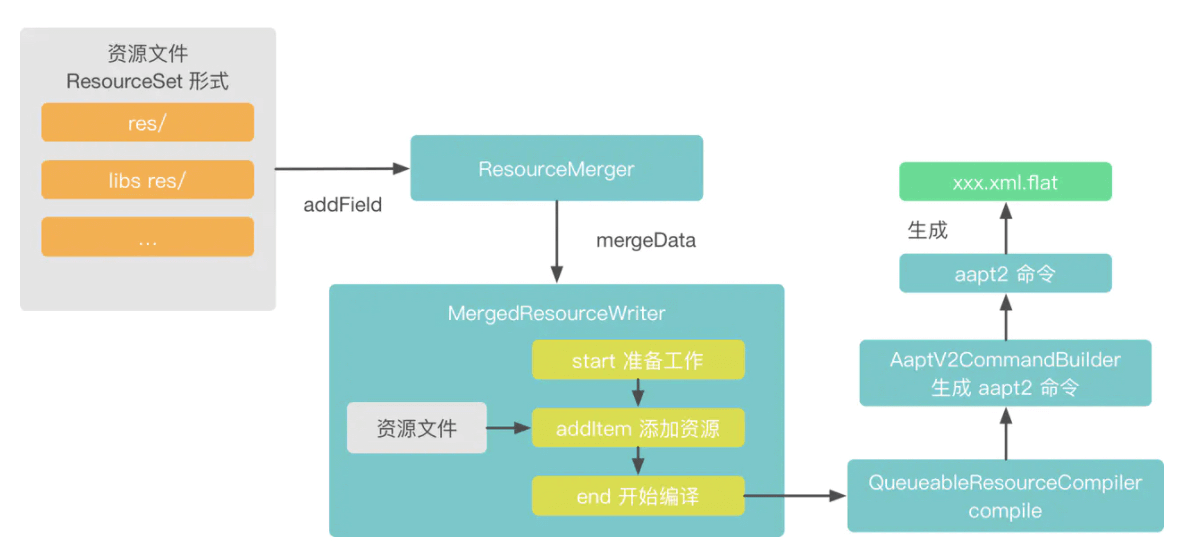 资源文件
ResourceSet 形式
res/
libs res/
...
addField
ResourceMerger
mergeData
MergedResourceWriter
start 准备工作
资源文件
addItem 添加资源
end 开始编译
xxx.xml.flat
生成
aapt2 命令
AaptV2CommandBuilder
生成 aapt2 命令
QueueableResourceCompiler
compile